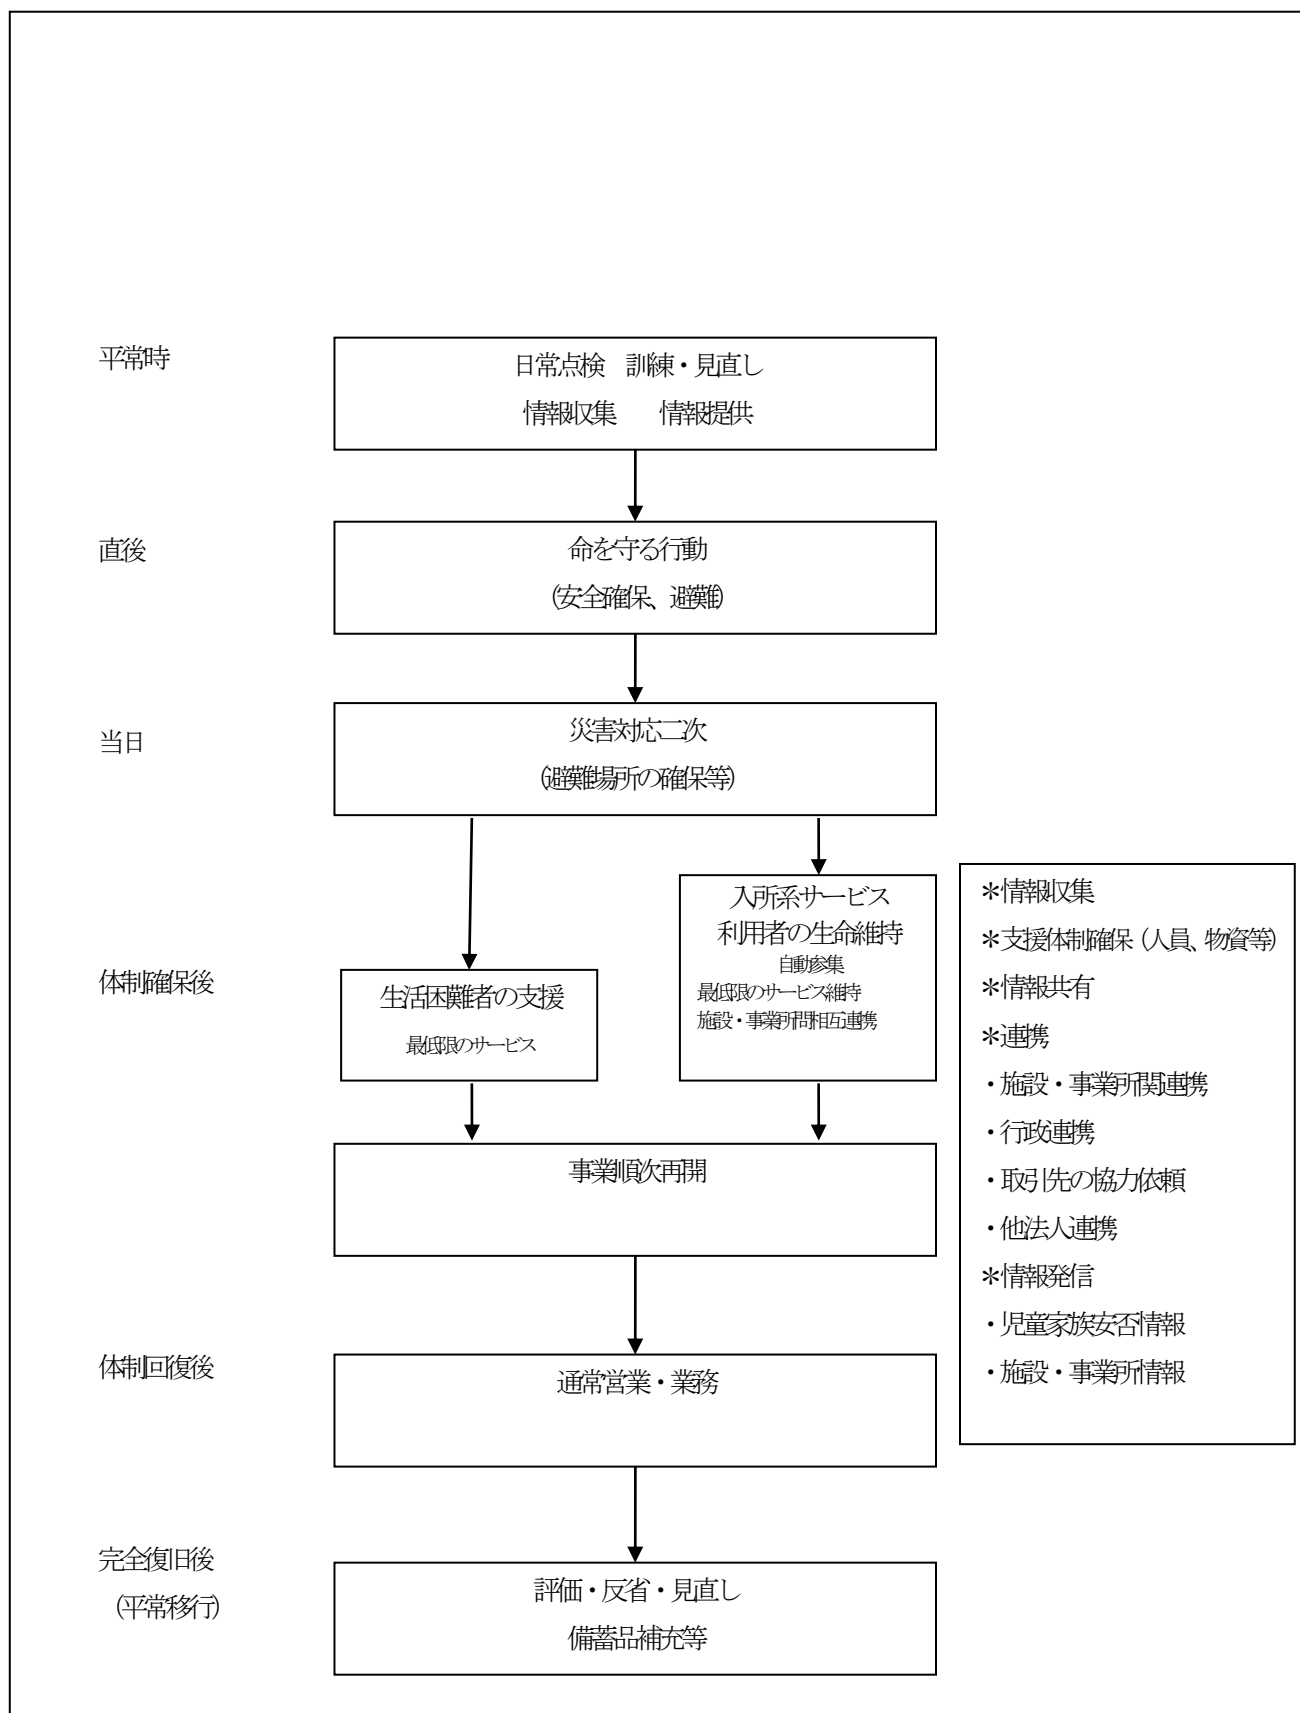 平常時
日常点検　訓練・見直し
情報収集　　情報提供
直後
命を守る行動
(安全確保、避難)
当日
災害対応二次
(避難場所の確保等)
体制確保後
生活困難者の支援
最低限のサービス
入所系サービス
利用者の生命維持
自動参集
最低限のサービス維持
施設・事業所間相互連携
＊情報収集
＊支援体制確保（人員、物資等）
＊情報共有
＊連携
・施設・事業所関連携
・行政連携
・取引先の協力依頼
・他法人連携
＊情報発信
・児童家族安否情報
・施設・事業所情報
事業順次再開
体制回復後
通常営業・業務
完全復旧後
（平常移行）
評価・反省・見直し
備蓄品補充等